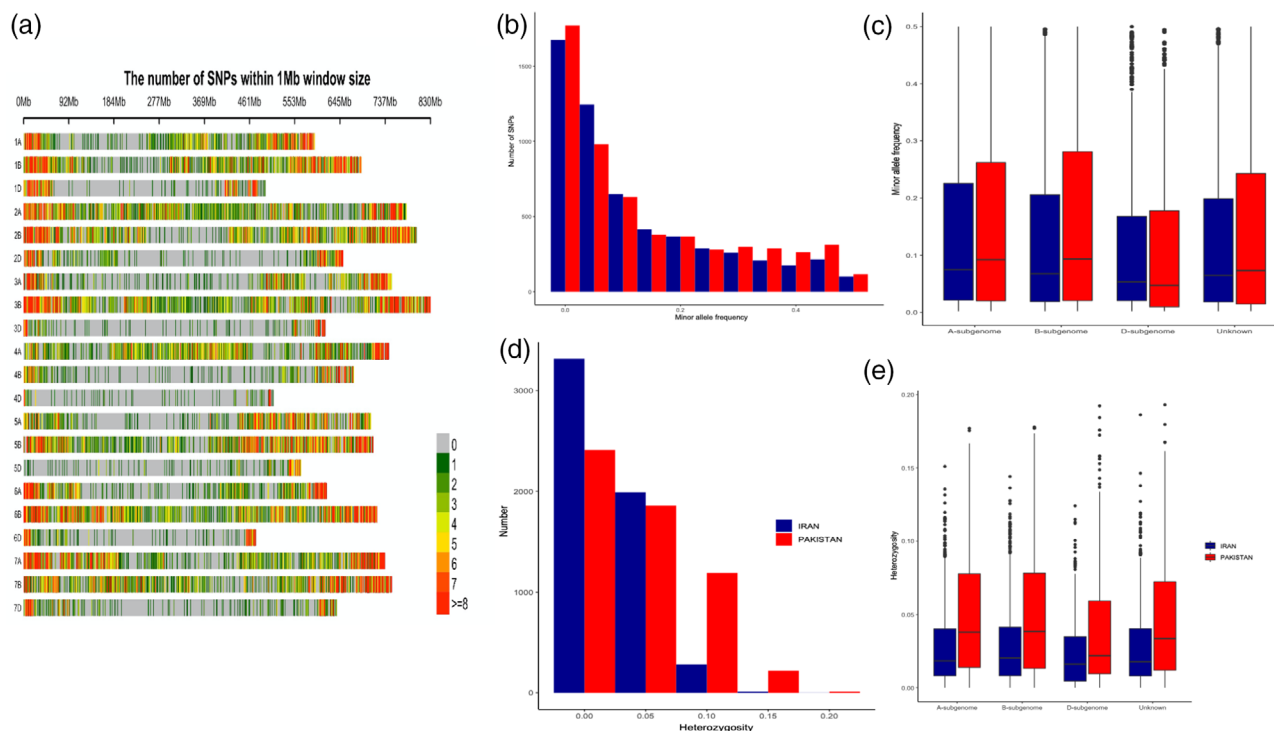 (a)
The number of SNPs within 1Mb window size
0Mb 92Mb 184Mb 277Mb 369Mb 461Mb 553Mb 645Mb 737Mb 830Mb
1A
1B
1D
2A
2B
2D
3A
3B
3D
4A
4B
4D
5A
5B
5D
6A
6B
6D
7A
7B
7D
0
1
2
3
4
5
6
7
>=8
(b)
Number of SNPs
1500
1000
500
0
0.0 0.2 0.4
Minor allele frequency
(c)
Minor allele frequency
0.5
0.4
0.3
0.2
0.1
0.0
A-subgenome B-subgenome D-subgenome Unknown
(d)
Number
3000
2000
1000
0
0.00 0.05 0.10 0.15 0.20
Heterozygosity
IRAN
PAKISTAN
(e)
Heterozygosity
0.20
0.15
0.10
0.05
0.00
A-subgenome B-subgenome D-subgenome Unknown
IRAN
PAKISTAN